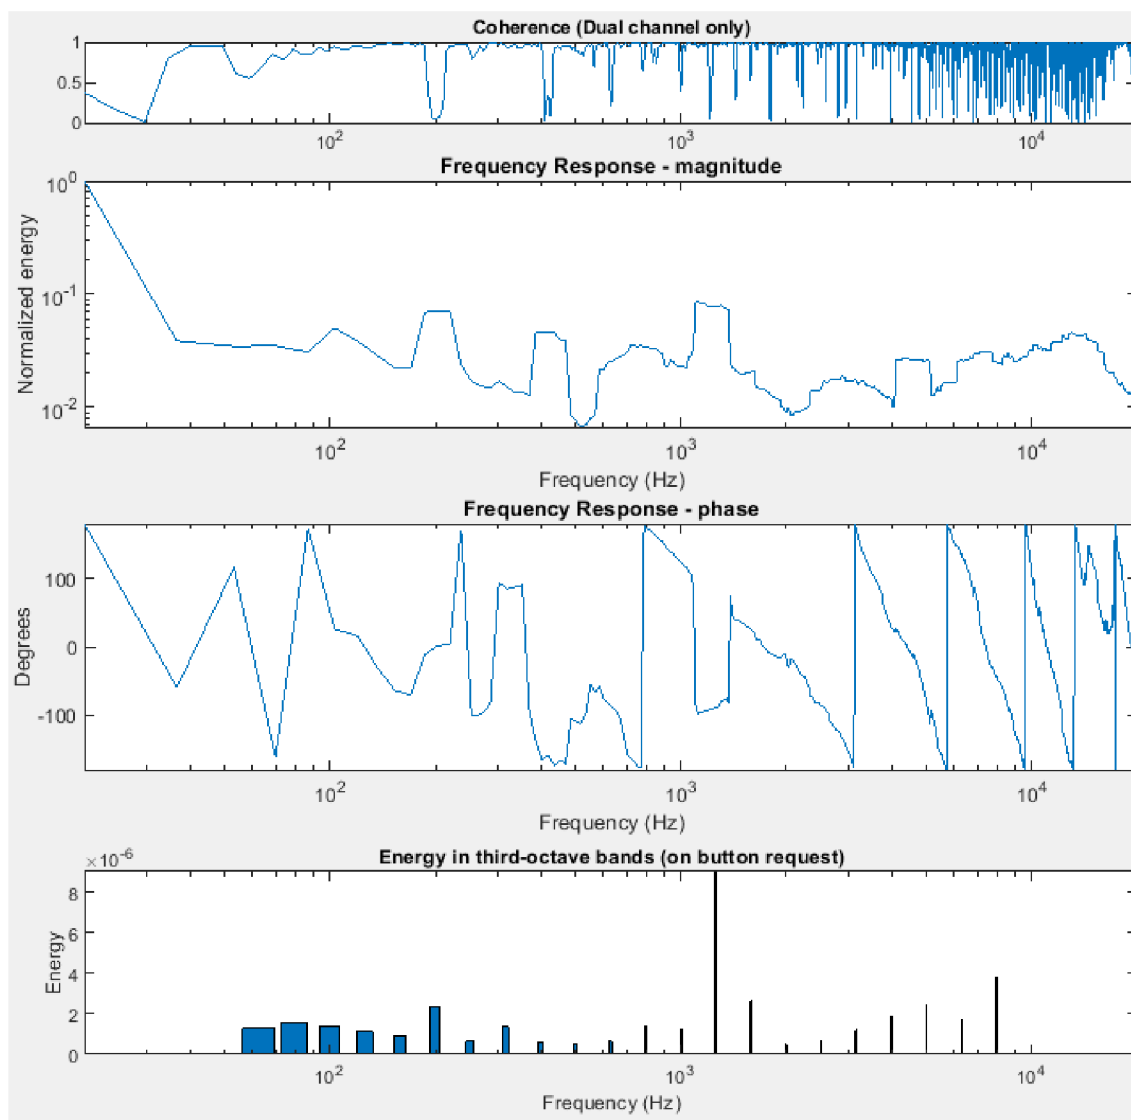 Coherence (Dual channel only)
1
0.5
0
10^2
10^3
10^4
Frequency Response - magnitude
Normalized energy
10^0
10^-1
10^-2
10^2
10^3
10^4
Frequency (Hz)
Frequency Response - phase
Degrees
100
0
-100
10^2
10^3
10^4
Frequency (Hz)
Energy in third-octave bands (on button request)
×10^-6
Energy
8
6
4
2
0
10^2
10^3
10^4
Frequency (Hz)